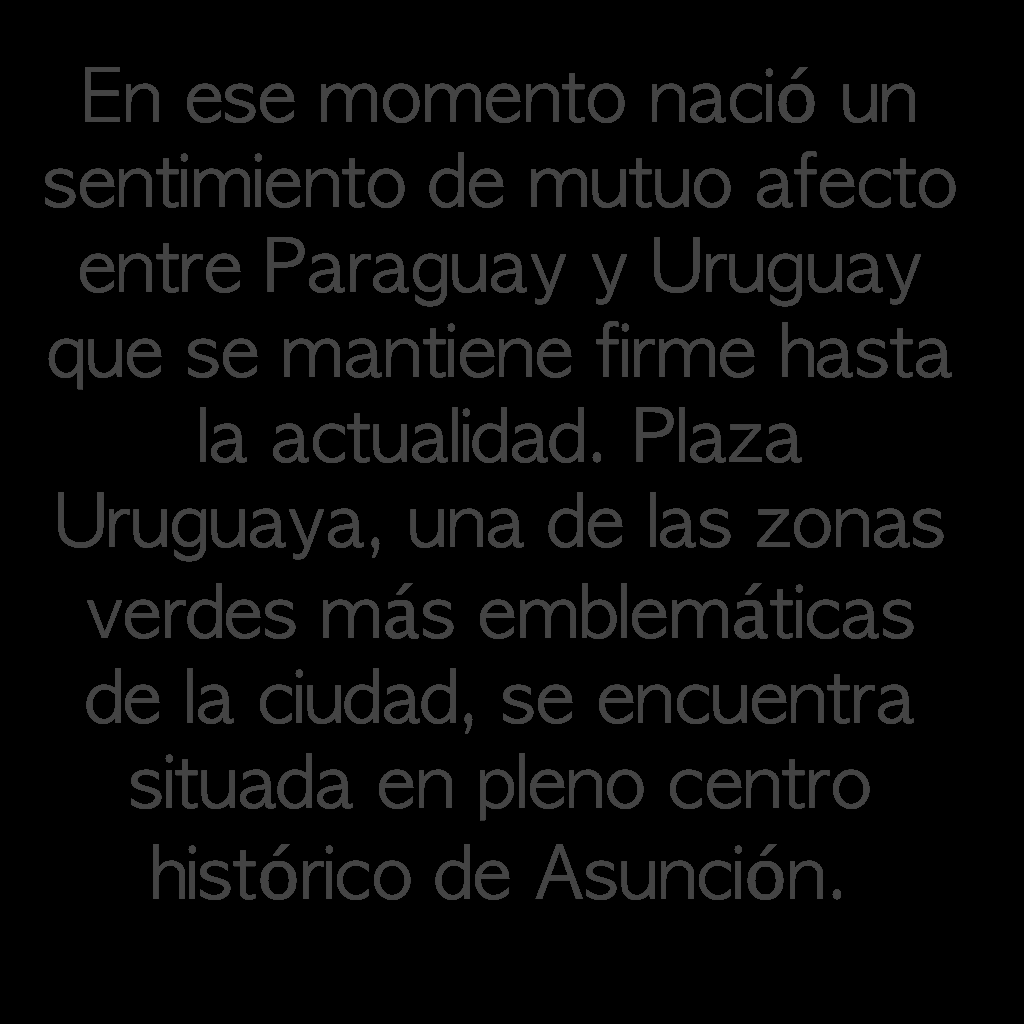 En ese momento nació un
sentimiento de mutuo afecto
entre Paraguay y Uruguay
que se mantiene firme hasta
la actualidad. Plaza
Uruguaya, una de las zonas
verdes más emblemáticas
de la ciudad, se encuentra
situada en pleno centro
histórico de Asunción.